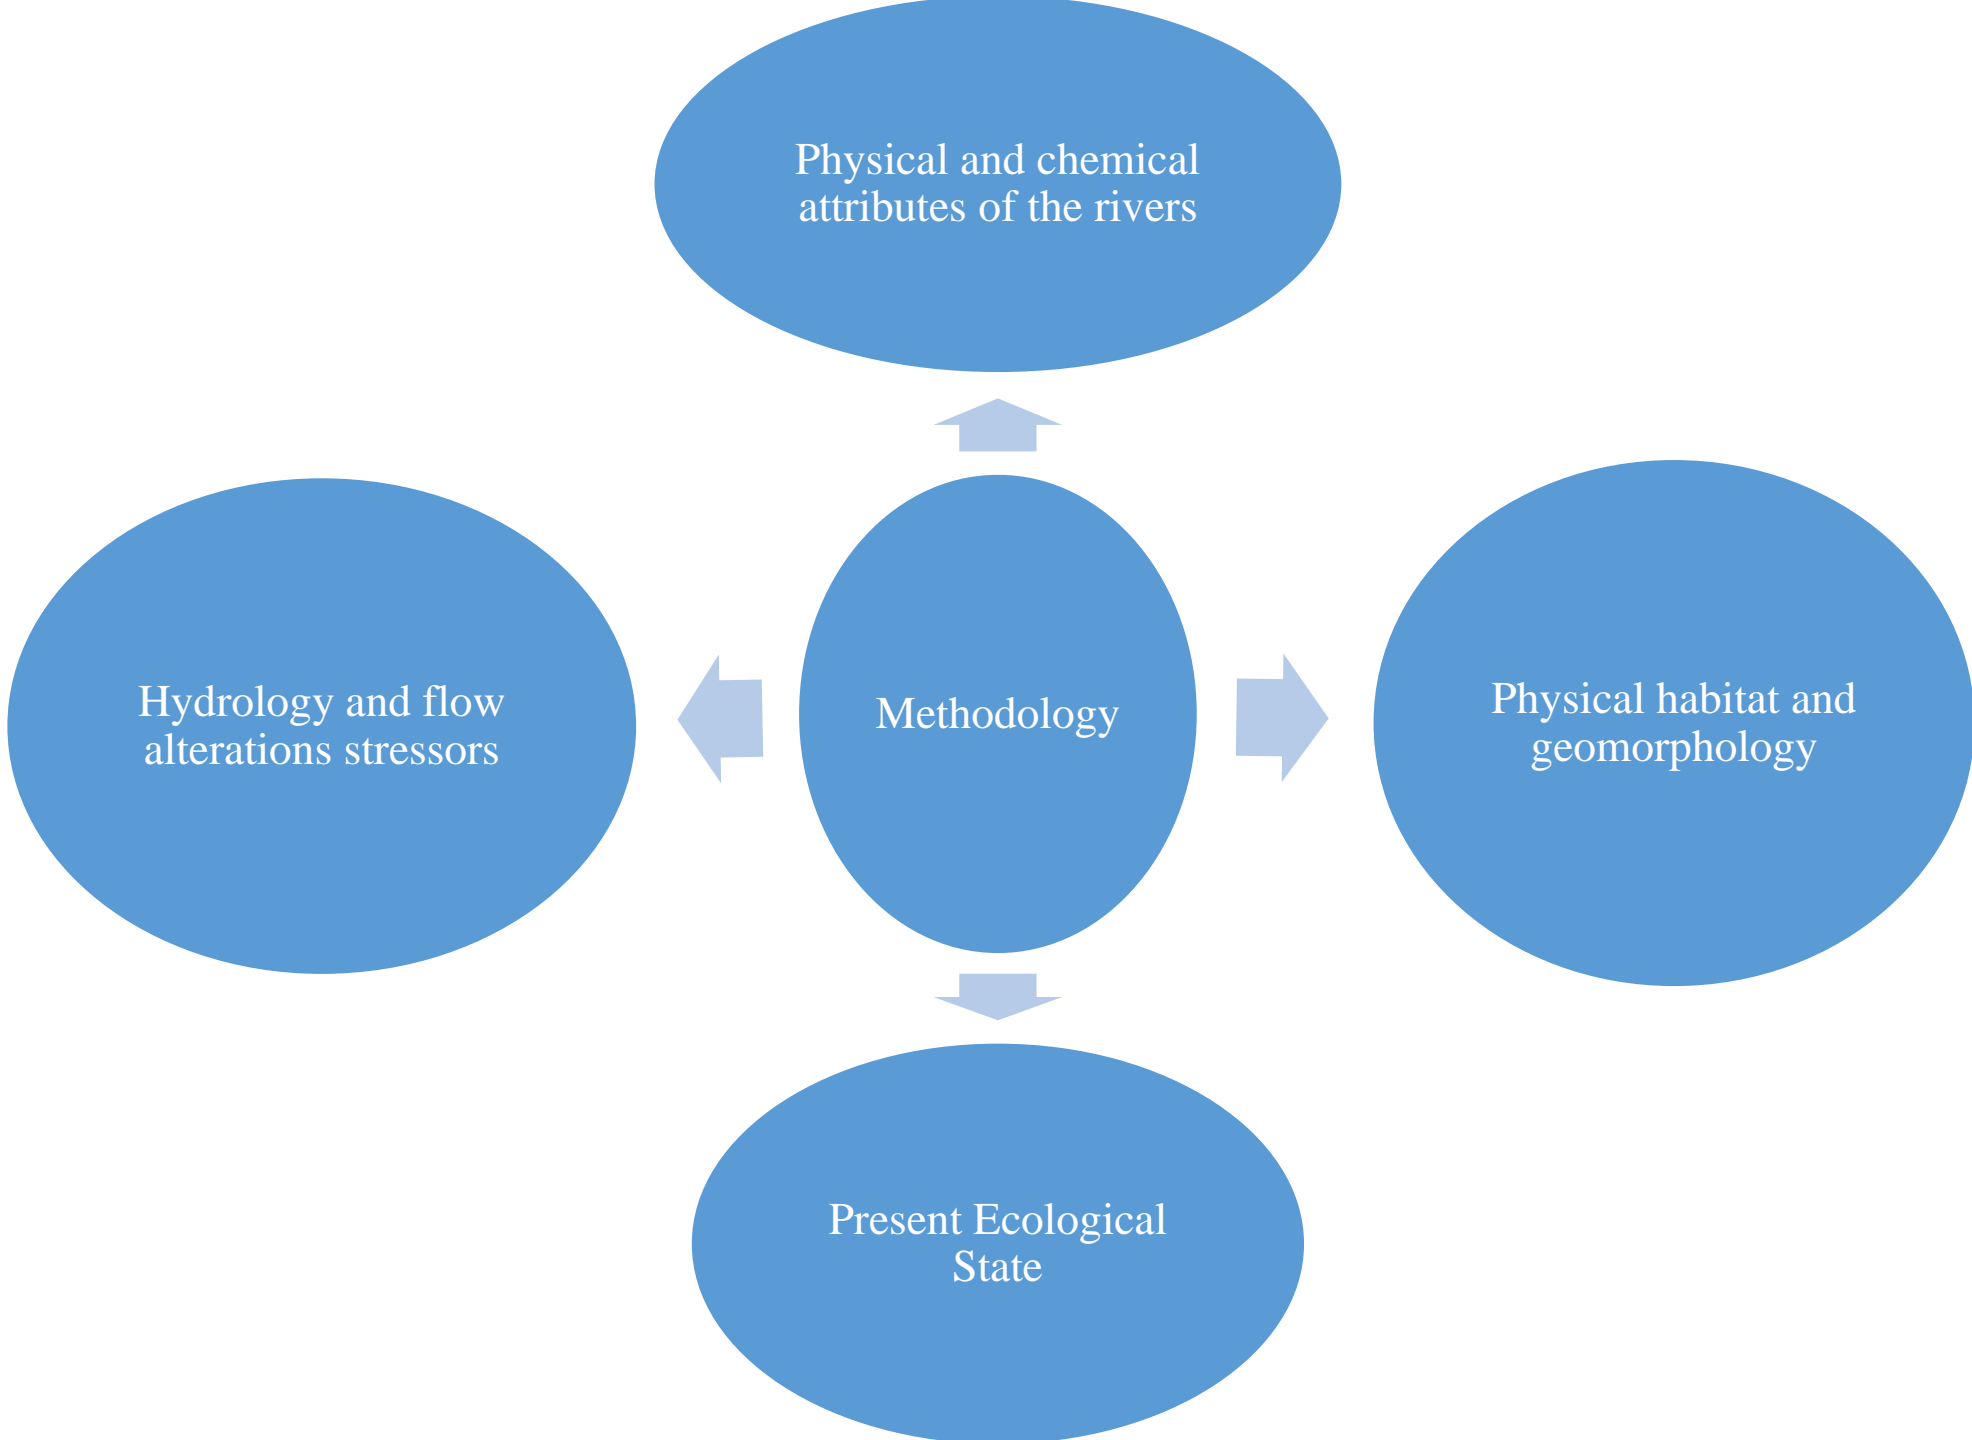 Physical and chemical
attributes of the rivers
Hydrology and flow
alterations stressors
Methodology
Physical habitat and
geomorphology
Present Ecological
State